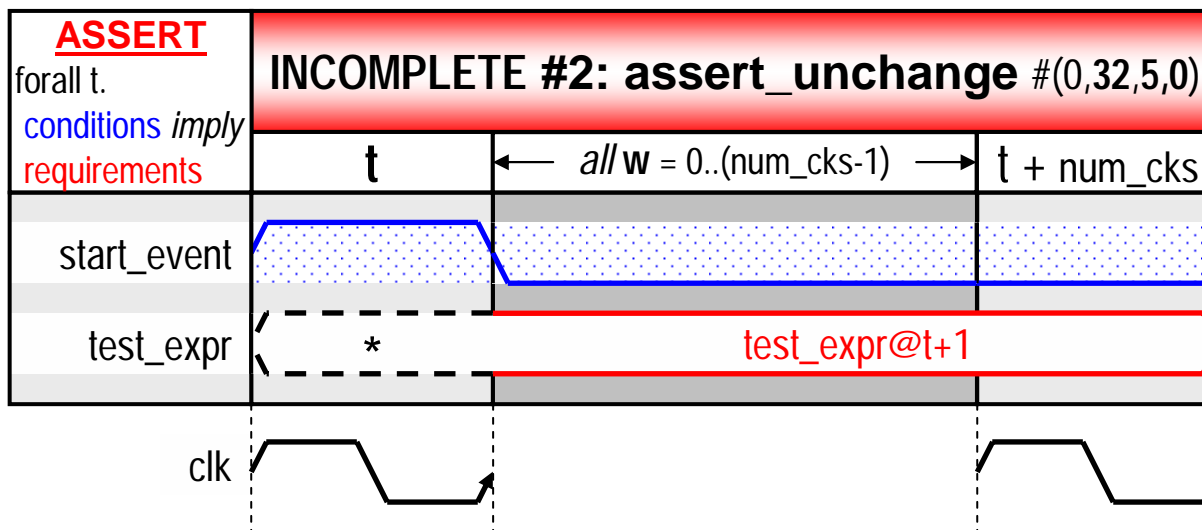 ASSERT
forall t.
conditions imply
requirements
INCOMPLETE #2: assert_unchange #(0,32,5,0)
t
all w = 0..(num_cks-1)
t + num_cks
start_event
test_expr
*
test_expr@t+1
clk